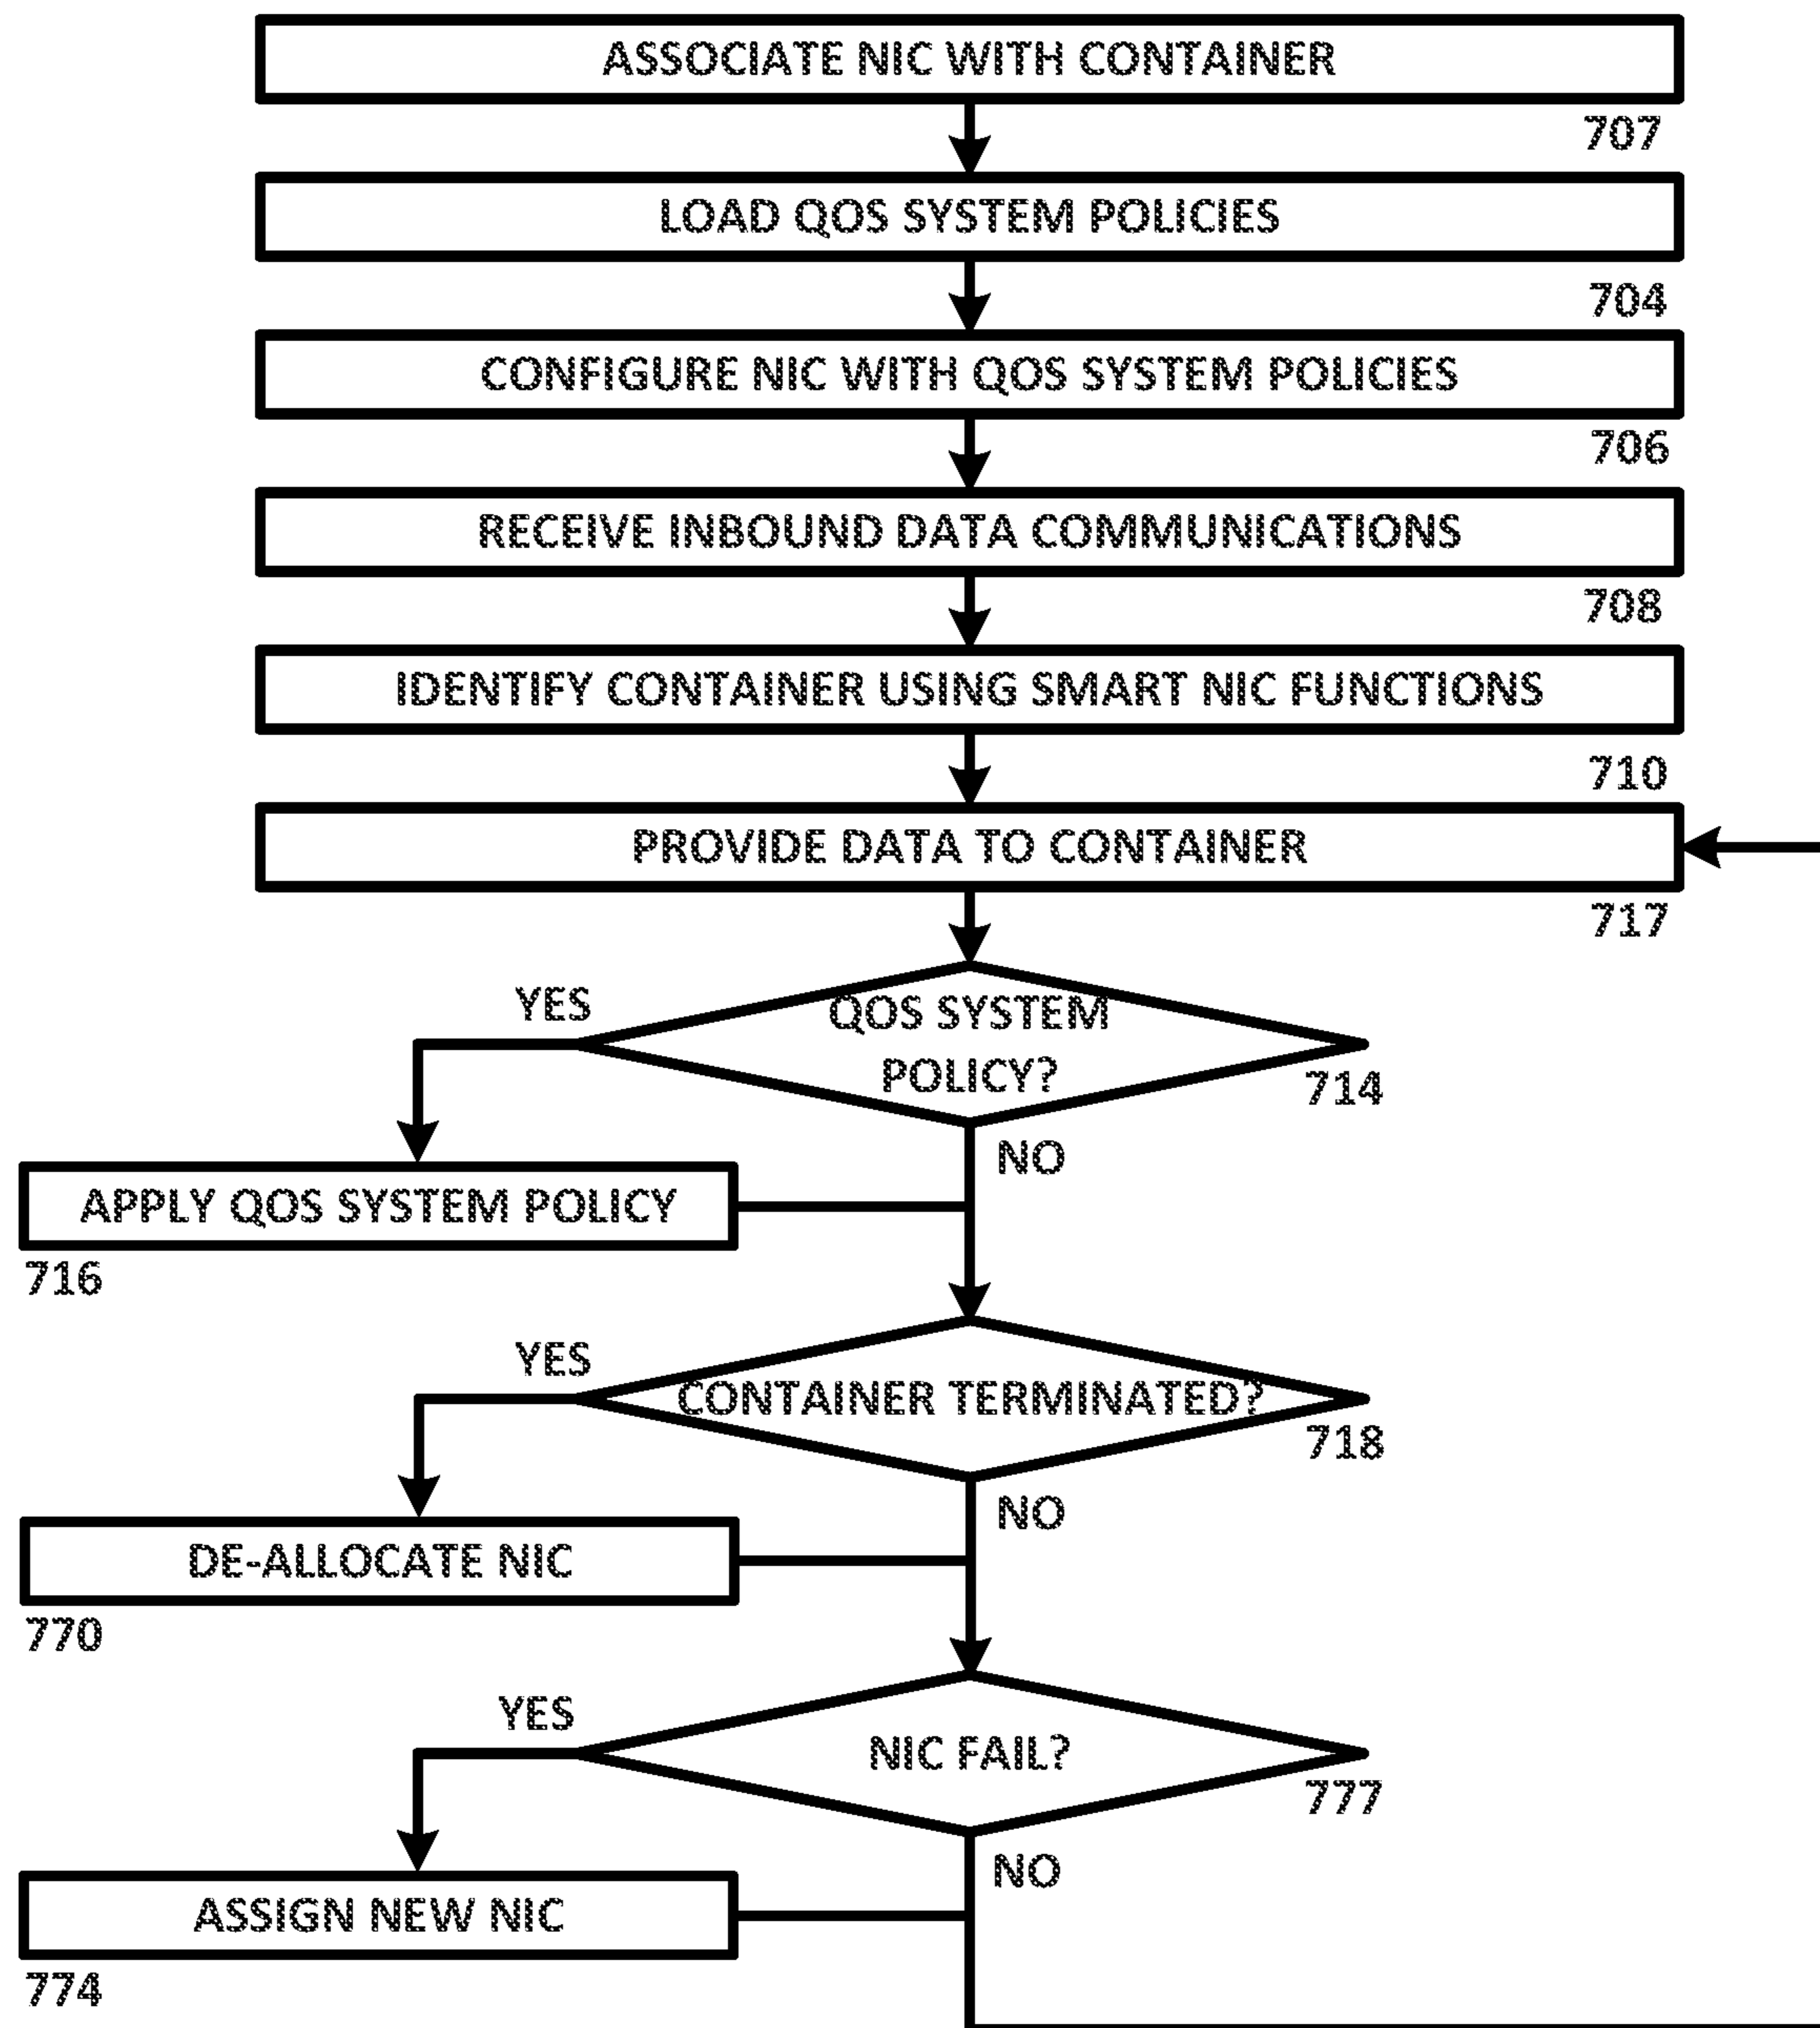 ASSOCIATE NIC WITH CONTAINER
707
LOAD QOS SYSTEM POLICIES
704
CONFIGURE NIC WITH QOS SYSTEM POLICIES
706
RECEIVE INBOUND DATA COMMUNICATIONS
708
IDENTIFY CONTAINER USING SMART NIC FUNCTIONS
710
PROVIDE DATA TO CONTAINER
717
YES
QOS SYSTEM
POLICY?
714
NO
APPLY QOS SYSTEM POLICY
716
YES
CONTAINER TERMINATED?
718
NO
DE-ALLOCATE NIC
770
YES
NIC FAIL?
777
NO
ASSIGN NEW NIC
774